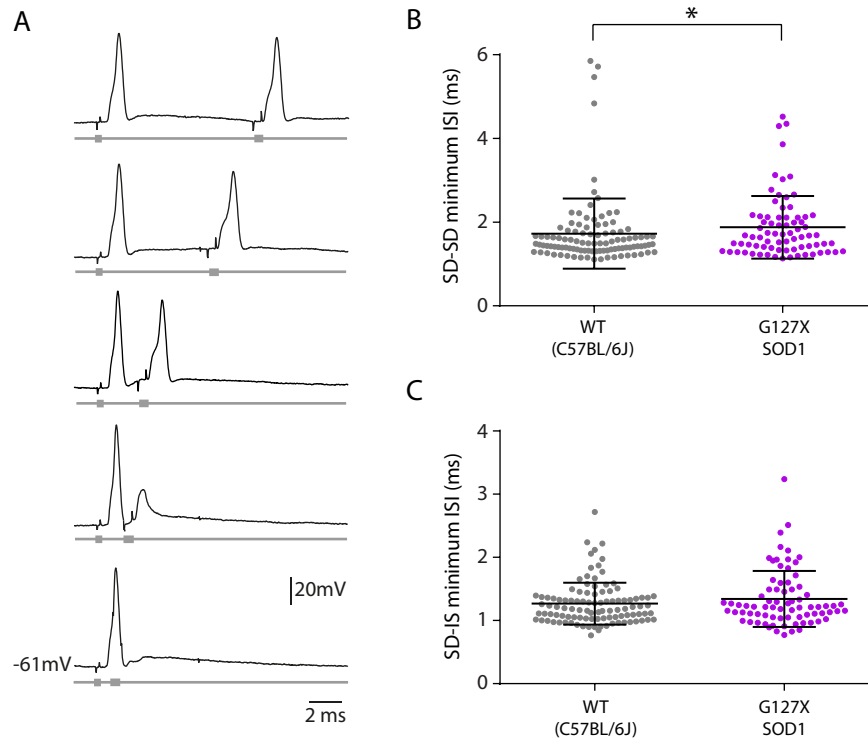 A
20mV
-61mV
2 ms
B
*
SD-SD minimum ISI (ms)
6
4
2
0
WT
(C57BL/6J)
G127X
SOD1
C
SD-IS minimum ISI (ms)
4
3
2
1
0
WT
(C57BL/6J)
G127X
SOD1